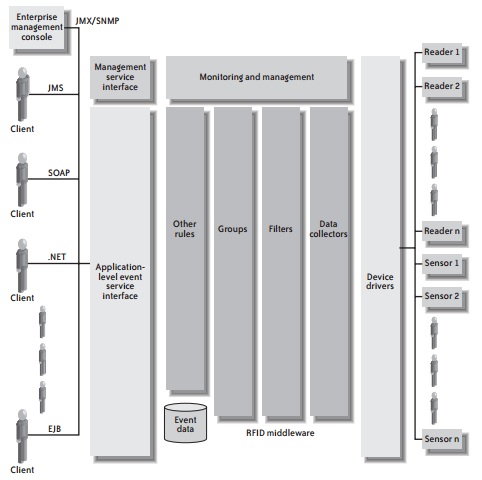 Enterprise
management
console
JMX/SNMP
JMS
Client
SOAP
Client
.NET
Client
EJB
Client
Management
service
interface
Application-
level event
service
interface
Monitoring and management
Other
rules
Groups
Filters
Data
collectors
Event
data
RFID middleware
Device
drivers
Reader 1
Reader 2
Reader n
Sensor 1
Sensor 2
Sensor n